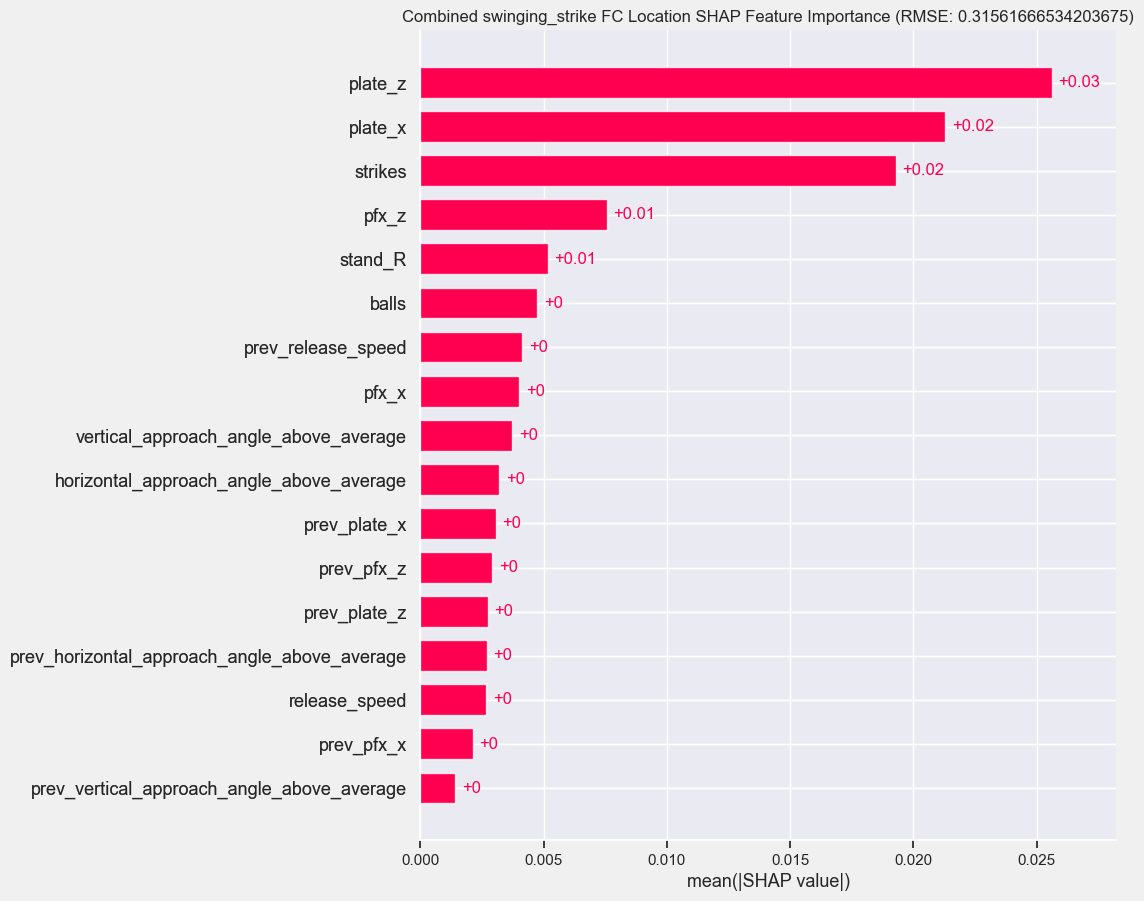 Combined swinging_strike FC Location SHAP Feature Importance (RMSE: 0.31561666534203675)
plate_z +0.03
plate_x +0.02
strikes +0.02
pfx_z +0.01
stand_R +0.01
balls +0
prev_release_speed +0
pfx_x +0
vertical_approach_angle_above_average +0
horizontal_approach_angle_above_average +0
prev_plate_x +0
prev_pfx_z +0
prev_plate_z +0
prev_horizontal_approach_angle_above_average +0
release_speed +0
prev_pfx_x +0
prev_vertical_approach_angle_above_average +0
0.000 0.005 0.010 0.015 0.020 0.025
mean(|SHAP value|)